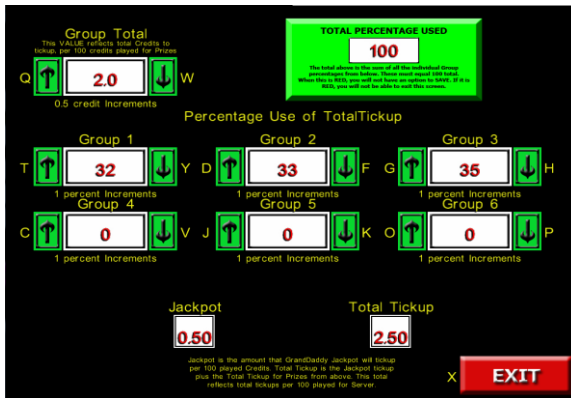 Group Total
This VALUE reflects total Credits to
tickup, per 100 credits played for Prizes
Q 2.0 W
0.5 credit Increments
TOTAL PERCENTAGE USED
100
The total above is the sum of all the individual Group
percentages from below. These must equal 100 total.
When this is RED, you will not have an option to SAVE. If it is
RED, you will not be able to exit this screen.
Percentage Use of TotalTickup
Group 1 Group 2 Group 3
T 32 Y D 33 F G 35 H
1 percent Increments 1 percent Increments 1 percent Increments
Group 4 Group 5 Group 6
C 0 V J 0 K O 0 P
1 percent Increments 1 percent Increments 1 percent Increments
Jackpot Total Tickup
0.50 2.50
Jackpot is the amount that GrandDaddy Jackpot will tickup
per 100 played Credits. Total Tickup is the Jackpot tickup
plus the Total Tickup for Prizes from above. This total
reflects total tickups per 100 played for Server.
X EXIT